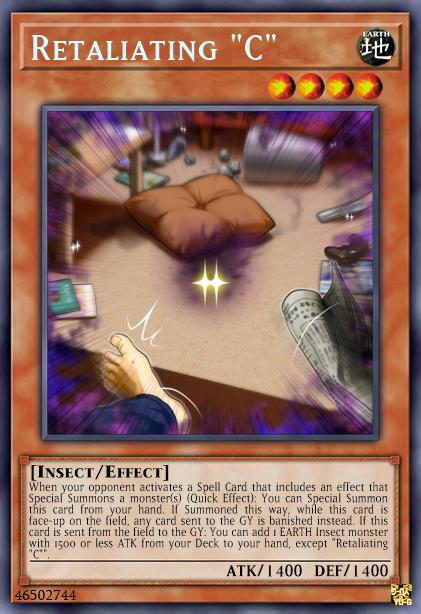 RETALIATING "C"
EARTH
地
[INSECT/EFFECT]
When your opponent activates a Spell Card that includes an effect that
Special Summons a monster(s) (Quick Effect): You can Special Summon
this card from your hand. If Summoned this way, while this card is
face-up on the field, any card sent to the GY is banished instead. If this
card is sent from the field to the GY: You can add 1 EARTH Insect monster
with 1500 or less ATK from your Deck to your hand, except "Retaliating
"C"".
ATK/1400 DEF/1400
46502744